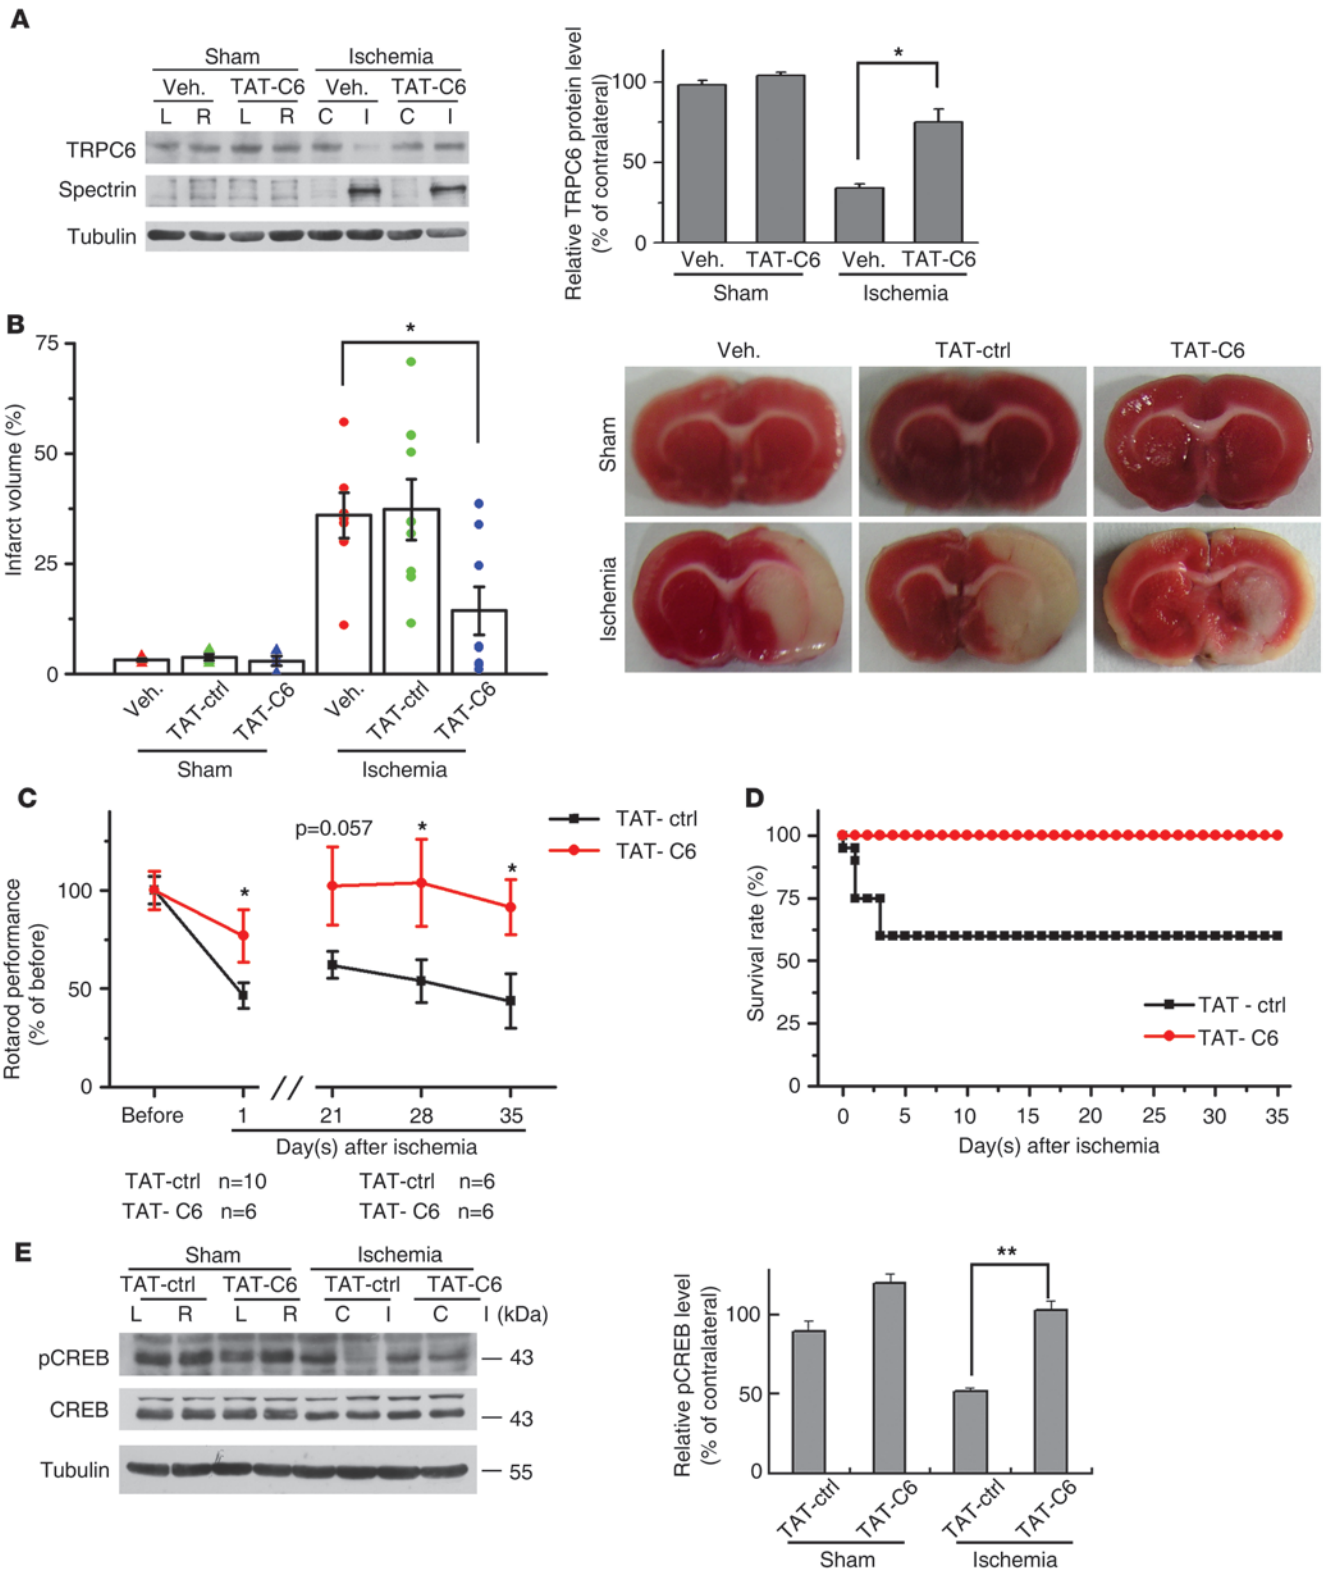 A
Sham Ischemia
Veh. TAT-C6 Veh. TAT-C6
L R L R C I C I
TRPC6
Spectrin
Tubulin
Relative TRPC6 protein level
(% of contralateral)
100
50
0
*
Veh. TAT-C6 Veh. TAT-C6
Sham Ischemia
B
Infarct volume (%)
75
50
25
0
*
Veh. TAT-ctrl TAT-C6 Veh. TAT-ctrl TAT-C6
Sham Ischemia
Veh. TAT-ctrl TAT-C6
Sham
Ischemia
C
Rotarod performance
(% of before)
100
50
0
p=0.057
*
*
*
TAT- ctrl
TAT- C6
Before 1 21 28 35
Day(s) after ischemia
TAT-ctrl n=10 TAT-ctrl n=6
TAT- C6 n=6 TAT- C6 n=6
D
Survival rate (%)
100
75
50
25
0
TAT - ctrl
TAT- C6
0 5 10 15 20 25 30 35
Day(s) after ischemia
E
Sham Ischemia
TAT-ctrl TAT-C6 TAT-ctrl TAT-C6
L R L R C I C I (kDa)
pCREB 43
CREB 43
Tubulin 55
Relative pCREB level
(% of contralateral)
100
50
0
**
TAT-ctrl TAT-C6 TAT-ctrl TAT-C6
Sham Ischemia